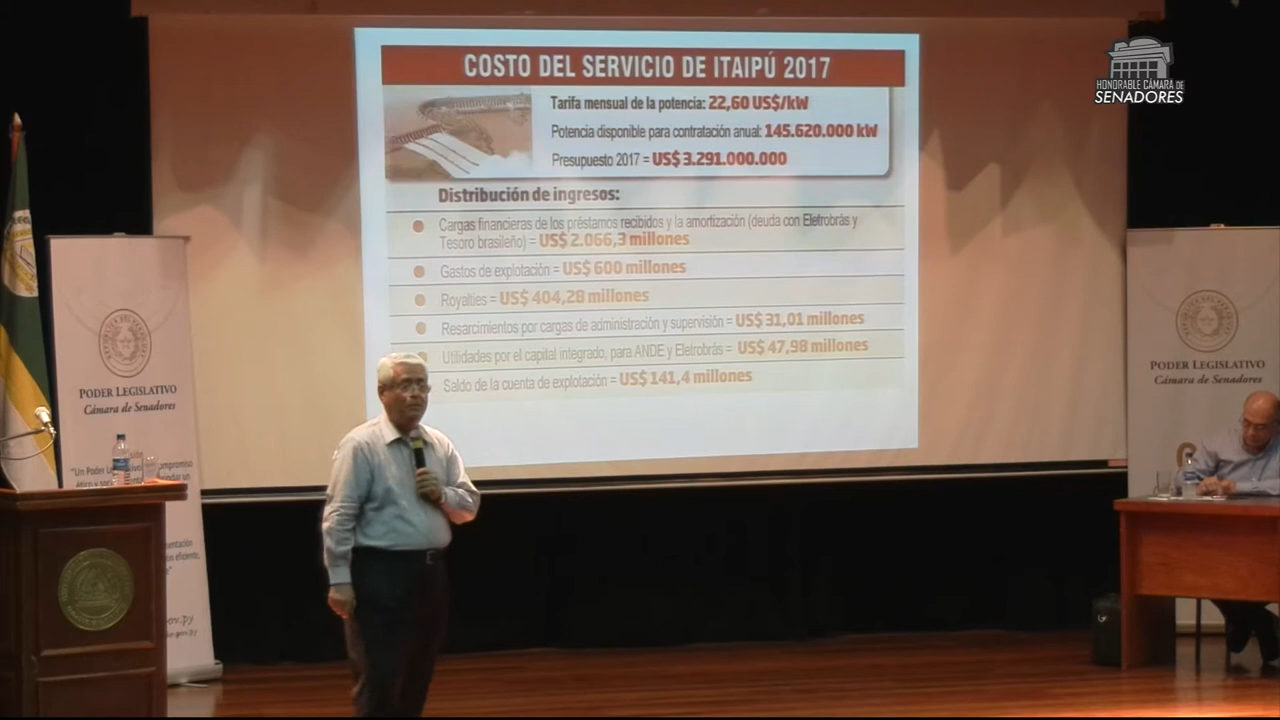 COSTO DEL SERVICIO DE ITAIPÚ 2017
Tarifa mensual de la potencia: 22,60 US$/kW
Potencia disponible para contratación anual: 145.620.000 kW
Presupuesto 2017 = US$ 3.291.000.000
Distribución de ingresos:
Cargas financieras de los préstamos recibidos y la amortización (deuda con Eletrobrás y
Tesoro brasileño) = US$ 2.066,3 millones
Gastos de explotación = US$ 600 millones
Royalties = US$ 404,28 millones
Resarcimientos por cargas de administración y supervisión = US$ 31,01 millones
Utilidades por el capital integrado, para ANDE y Eletrobrás = US$ 47,98 millones
Saldo de la cuenta de explotación = US$ 141,4 millones
HONORABLE CÁMARA DE
SENADORES
PODER LEGISLATIVO
Cámara de Senadores
"Un Poder
PODER LEGISLATIVO
Cámara de Senadores